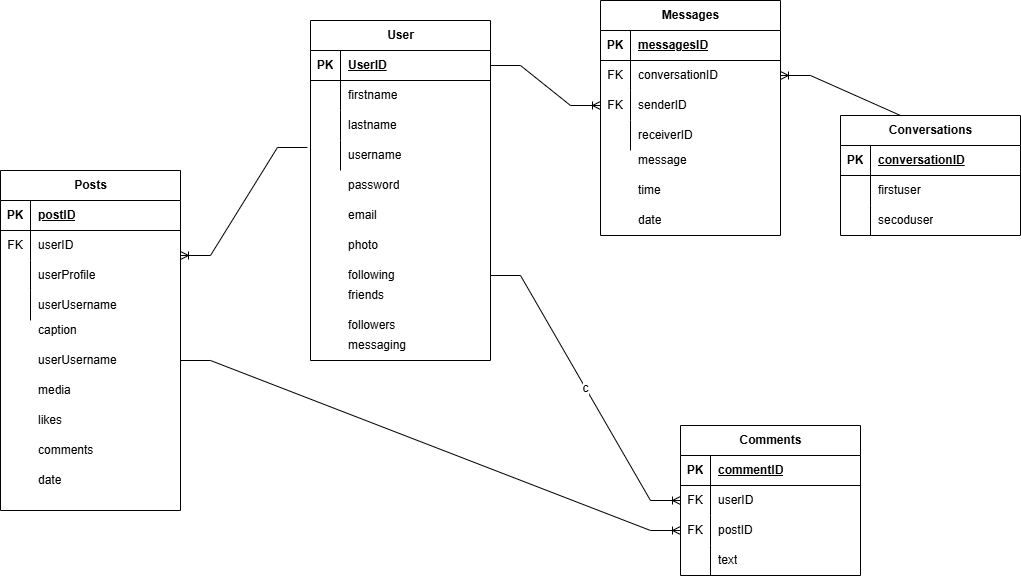 User
PK UserID
firstname
lastname
username
password
email
photo
following
friends
followers
messaging
Messages
PK messagesID
FK conversationID
FK senderID
receiverID
message
time
date
Conversations
PK conversationID
firstuser
secoduser
Posts
PK postID
FK userID
userProfile
userUsername
caption
userUsername
media
likes
comments
date
c
Comments
PK commentID
FK userID
FK postID
text